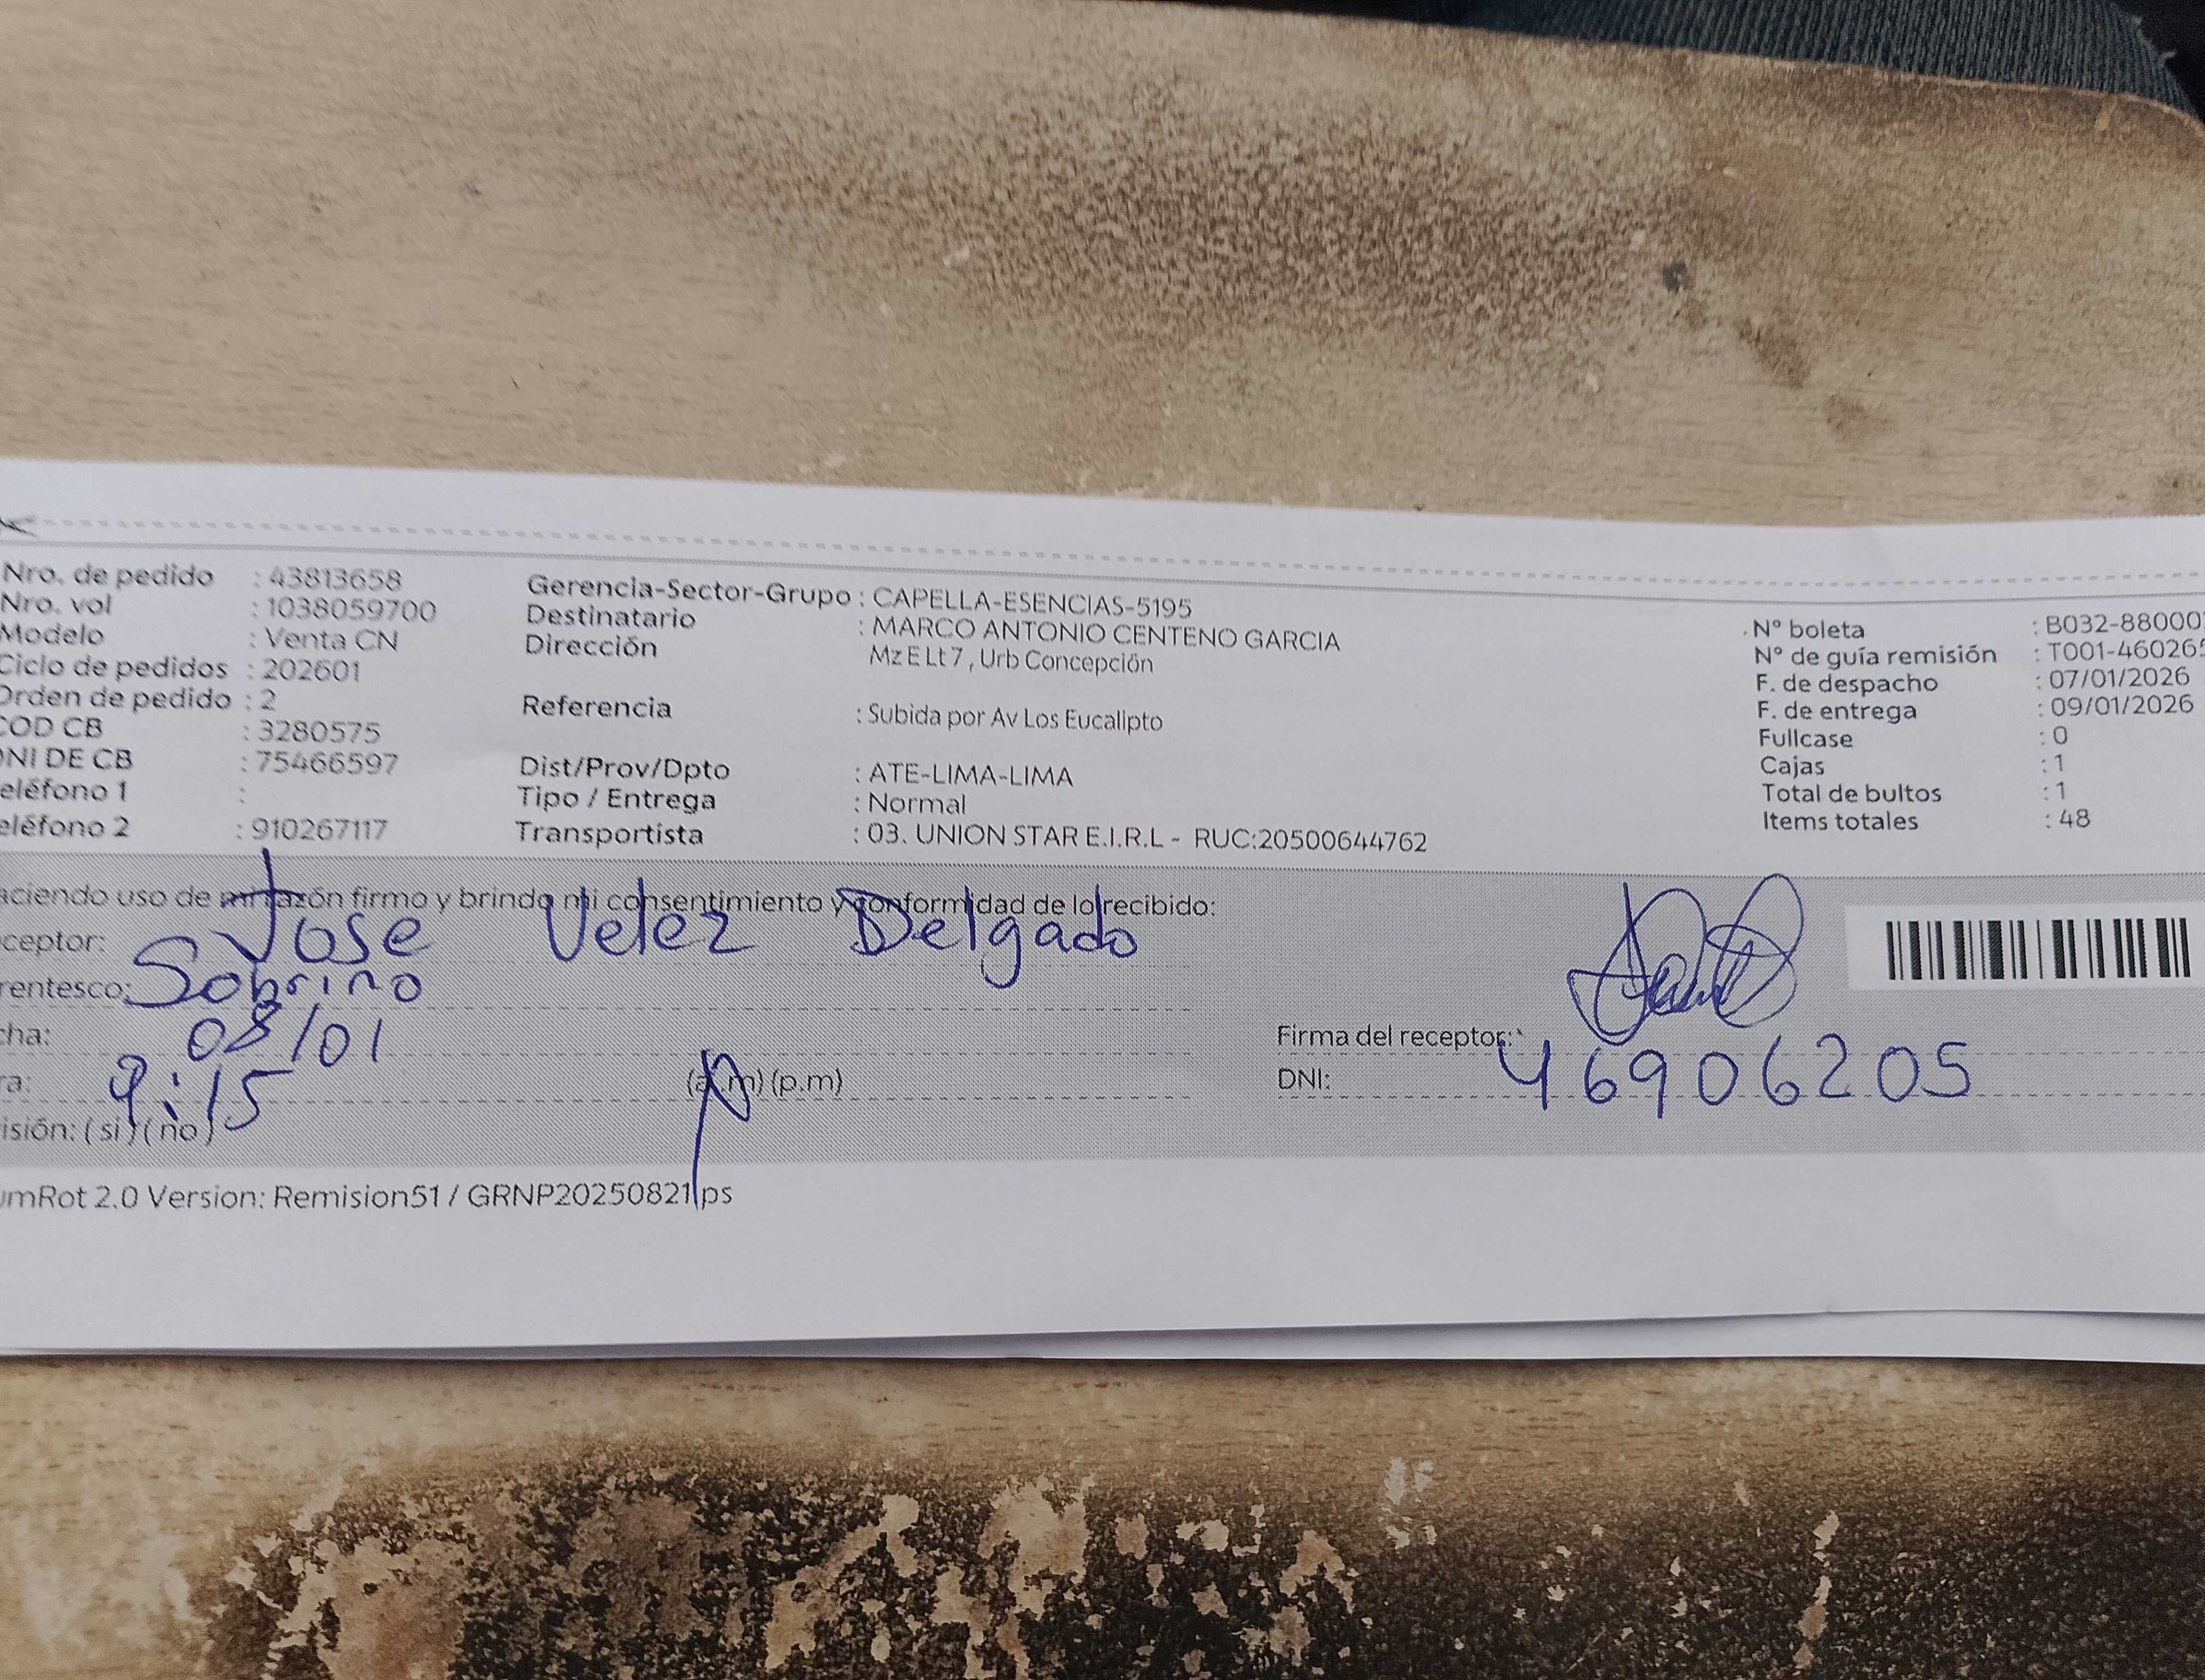 Nro. de pedido : 43813658
Nro. vol : 1038059700
Modelo : Venta CN
Ciclo de pedidos : 202601
Orden de pedido : 2
COD CB : 3280575
DNI DE CB : 75466597
eléfono 1 :
eléfono 2 : 910267117
Gerencia-Sector-Grupo : CAPELLA-ESENCIAS-5195
Destinatario : MARCO ANTONIO CENTENO GARCIA
Dirección Mz E Lt 7 , Urb Concepción
Referencia : Subida por Av Los Eucalipto
Dist/Prov/Dpto : ATE-LIMA-LIMA
Tipo / Entrega : Normal
Transportista : 03. UNION STAR E.I.R.L - RUC:20500644762
N° boleta : B032-88000
N° de guía remisión : T001-46026
F. de despacho : 07/01/2026
F. de entrega : 09/01/2026
Fullcase : 0
Cajas : 1
Total de bultos : 1
Items totales : 48
aciendo uso de mi razón firmo y brindo mi consentimiento y conformidad de lo recibido:
ceptor: Jose Velez Delgado
rentesco: Sobrino
cha: 08/01
ra: 9:15 (a.m) (p.m)
isión: (si) (no)
Firma del receptor:
DNI: 46906205
mRot 2.0 Version: Remision51 / GRNP20250821 ps